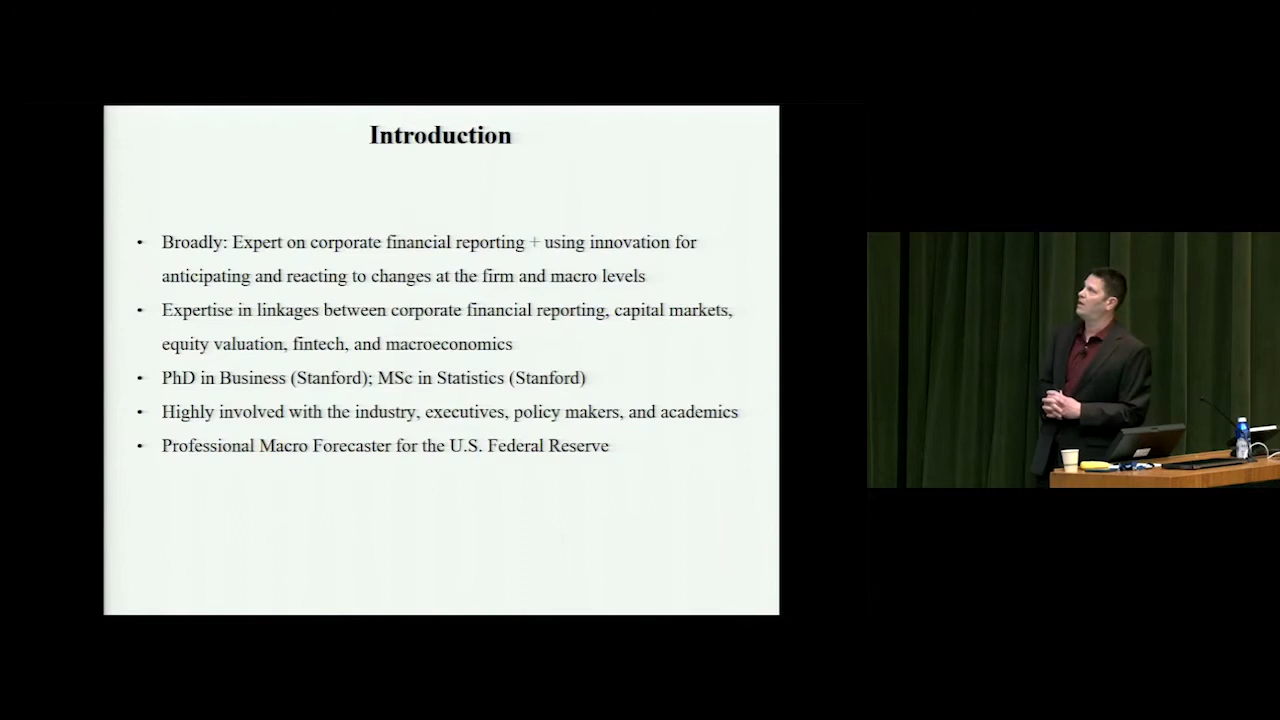 Introduction
• Broadly: Expert on corporate financial reporting + using innovation for
anticipating and reacting to changes at the firm and macro levels
• Expertise in linkages between corporate financial reporting, capital markets,
equity valuation, fintech, and macroeconomics
• PhD in Business (Stanford); MSc in Statistics (Stanford)
• Highly involved with the industry, executives, policy makers, and academics
• Professional Macro Forecaster for the U.S. Federal Reserve